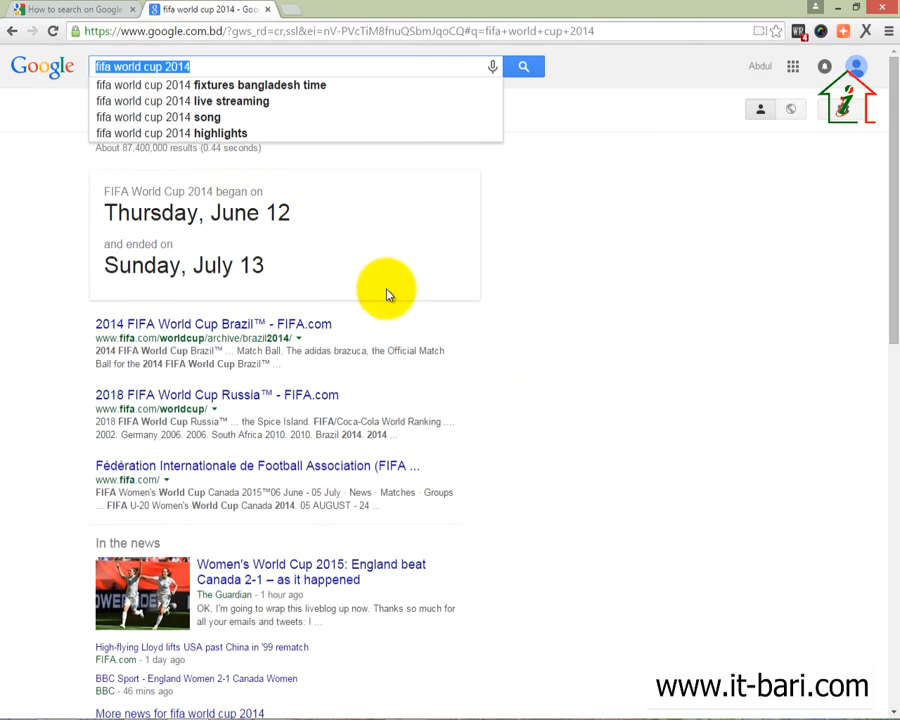 How to search on Google
fifa world cup 2014 - Goo
https://www.google.com.bd/?gws_rd=cr,ssl&ei=nV-PVciTM8fnuQSbmJqoCQ#q=fifa+world+cup+2014
Google
fifa world cup 2014
Abdul
fifa world cup 2014 fixtures bangladesh time
fifa world cup 2014 live streaming
fifa world cup 2014 song
fifa world cup 2014 highlights
About 87,400,000 results (0.44 seconds)
FIFA World Cup 2014 began on
Thursday, June 12
and ended on
Sunday, July 13
2014 FIFA World Cup Brazil™ - FIFA.com
www.fifa.com/worldcup/archive/brazil2014/
2014 FIFA World Cup Brazil™ ... Match Ball. The adidas brazuca, the Official Match
Ball for the 2014 FIFA World Cup Brazil™ ...
2018 FIFA World Cup Russia™ - FIFA.com
www.fifa.com/worldcup/
2018 FIFA World Cup Russia™ ... the Spice Island. FIFA/Coca-Cola World Ranking ....
2002. Germany 2006. 2006. South Africa 2010. 2010. Brazil 2014. 2014 ...
Fédération Internationale de Football Association (FIFA ...
www.fifa.com/
FIFA Women's World Cup Canada 2015™06 June - 05 July · News · Matches · Groups
... FIFA U-20 Women's World Cup Canada 2014. 05 AUGUST - 24 ...
In the news
Women's World Cup 2015: England beat
Canada 2-1 – as it happened
The Guardian - 1 hour ago
OK, I'm going to wrap this liveblog up now. Thanks so much for
all your emails and tweets: I ...
High-flying Lloyd lifts USA past China in '99 rematch
FIFA.com - 1 day ago
BBC Sport - England Women 2-1 Canada Women
BBC - 46 mins ago
More news for fifa world cup 2014
www.it-bari.com